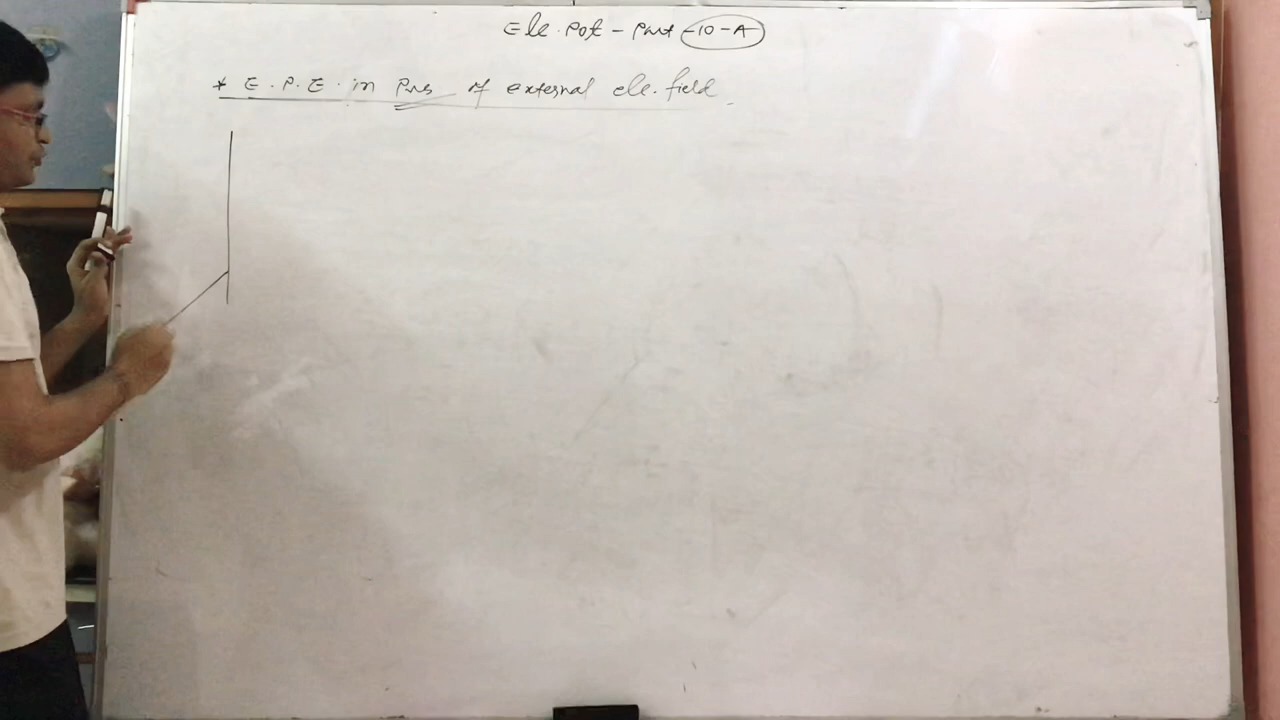 Ele. Pot - Part - 10 - A
* E.P.E. in Pres of external ele. field.